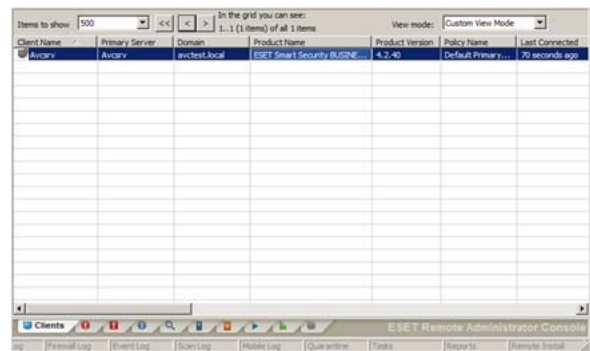 Items to show 500 << < > In the grid you can see: View mode: Custom View Mode
1..1 (1 items) of all 1 items
Client Name Primary Server Domain Product Name Product Version Policy Name Last Connected
Avcsrv Avcsrv avctest.local ESET Smart Security BUSINE... 4.2.40 Default Primary... 70 seconds ago
Clients ESET Remote Administrator Console
Firewall Log Event Log Scan Log Mobile Log Quarantine Tasks Reports Remote Install